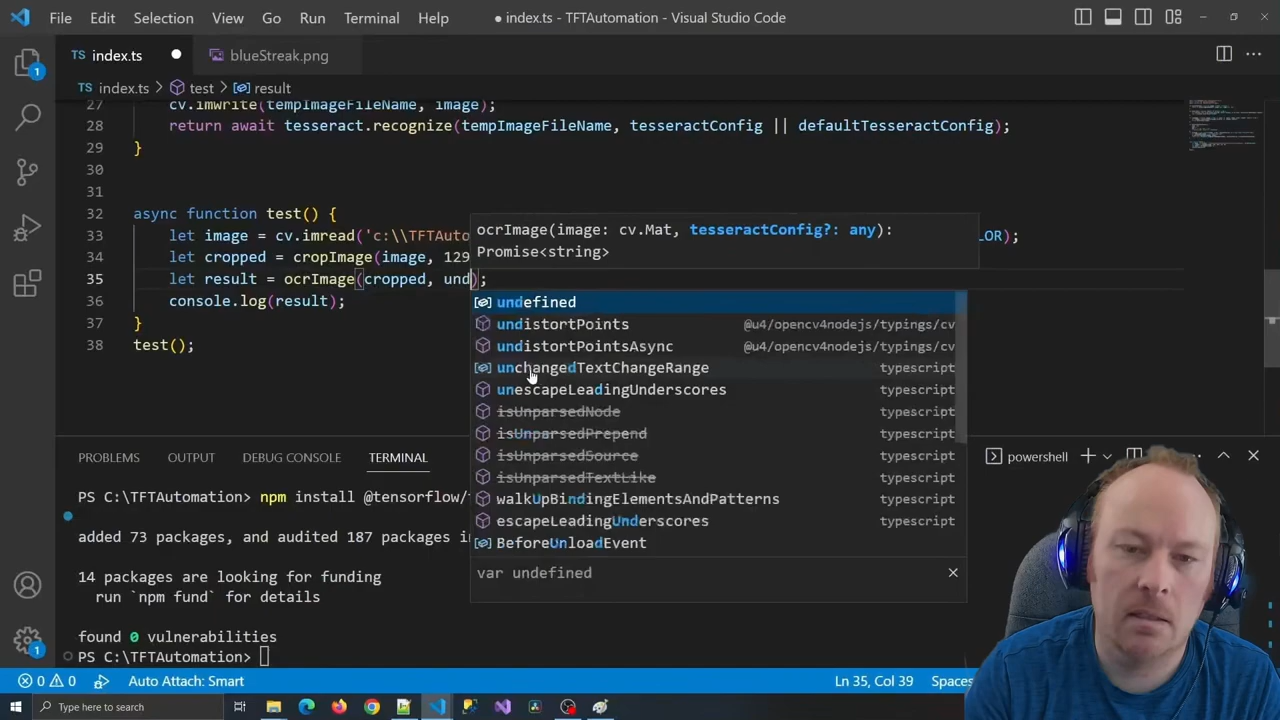 File Edit Selection View Go Run Terminal Help ● index.ts - TFTAutomation - Visual Studio Code
TS index.ts ● blueStreak.png
TS index.ts > test > result
27 cv.imwrite(tempImageFileName, image);
28 return await tesseract.recognize(tempImageFileName, tesseractConfig || defaultTesseractConfig);
29 }
30
31
32 async function test() {
33 let image = cv.imread('c:\\TFTAuto LOR);
34 let cropped = cropImage(image, 129
35 let result = ocrImage(cropped, und);
36 console.log(result);
37 }
38 test();
ocrImage(image: cv.Mat, tesseractConfig?: any):
Promise<string>
undefined
undistortPoints @u4/opencv4nodejs/typings/cv
undistortPointsAsync @u4/opencv4nodejs/typings/cv
unchangedTextChangeRange typescript
unescapeLeadingUnderscores typescript
isUnparsedNode typescript
isUnparsedPrepend typescript
isUnparsedSource typescript
isUnparsedTextLike typescript
walkUpBindingElementsAndPatterns typescript
escapeLeadingUnderscores typescript
BeforeUnloadEvent
var undefined
PROBLEMS OUTPUT DEBUG CONSOLE TERMINAL powershell
PS C:\TFTAutomation> npm install @tensorflow/
added 73 packages, and audited 187 packages i
14 packages are looking for funding
run `npm fund` for details
found 0 vulnerabilities
PS C:\TFTAutomation>
1
1
0 0 Auto Attach: Smart Ln 35, Col 39 Spaces
Type here to search